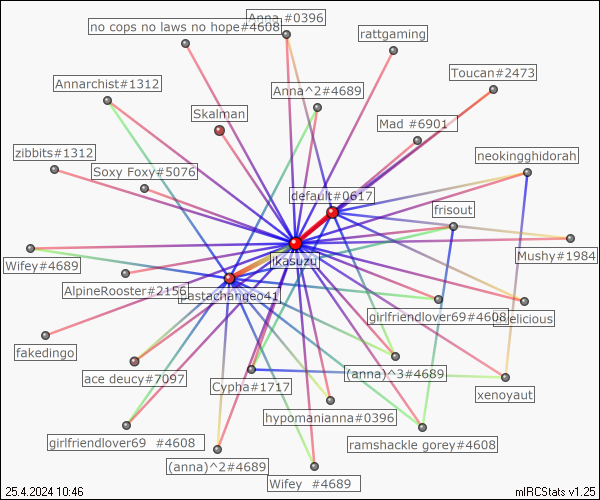 Anna #0396
no cops no laws no hope#4608
rattgaming
Toucan#2473
Annarchist#1312
Anna^2#4689
Skalman
Mad #6901
zibbits#1312
neokingghidorah
Soxy Foxy#5076
default#0617
frisout
Mushy#1984
Ikasuzu
Wifey#4689
AlpineRooster#2156
Pastachangeo41
girlfriendlover69#4608
fakedingo
ace deucy#7097
Cypha#1717
(anna)^3#4689
xenoyaut
hypomanianna#0396
girlfriendlover69 #4608
ramshackle gorey#4608
(anna)^2#4689
Wifey #4689
25.4.2024 10:46
mIRCStats v1.25